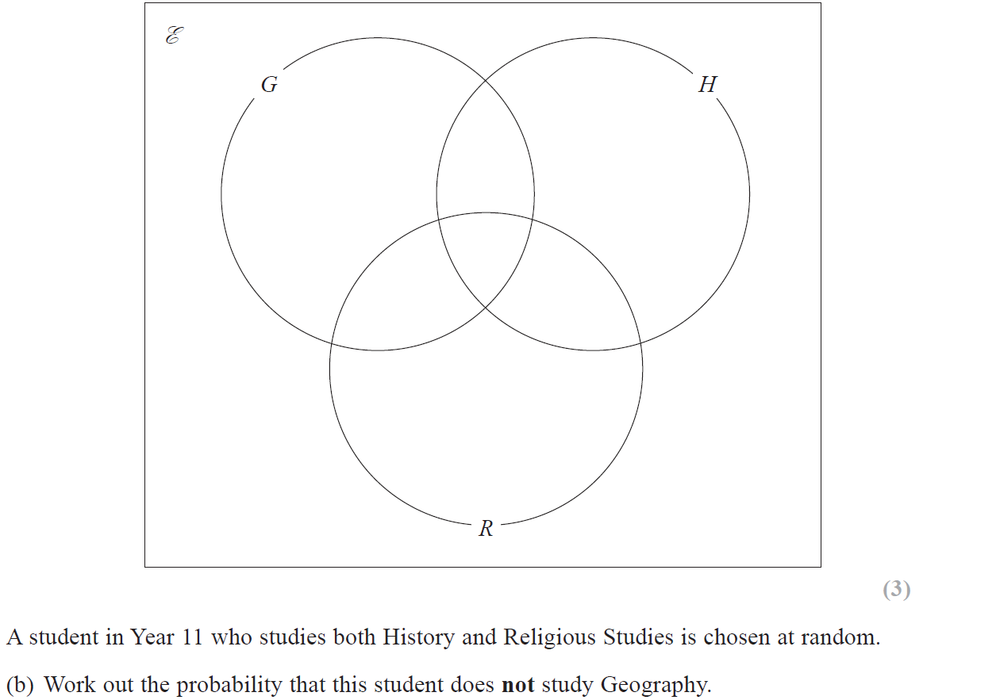 ℰ
G
H
R
(3)
A student in Year 11 who studies both History and Religious Studies is chosen at random.
(b) Work out the probability that this student does not study Geography.